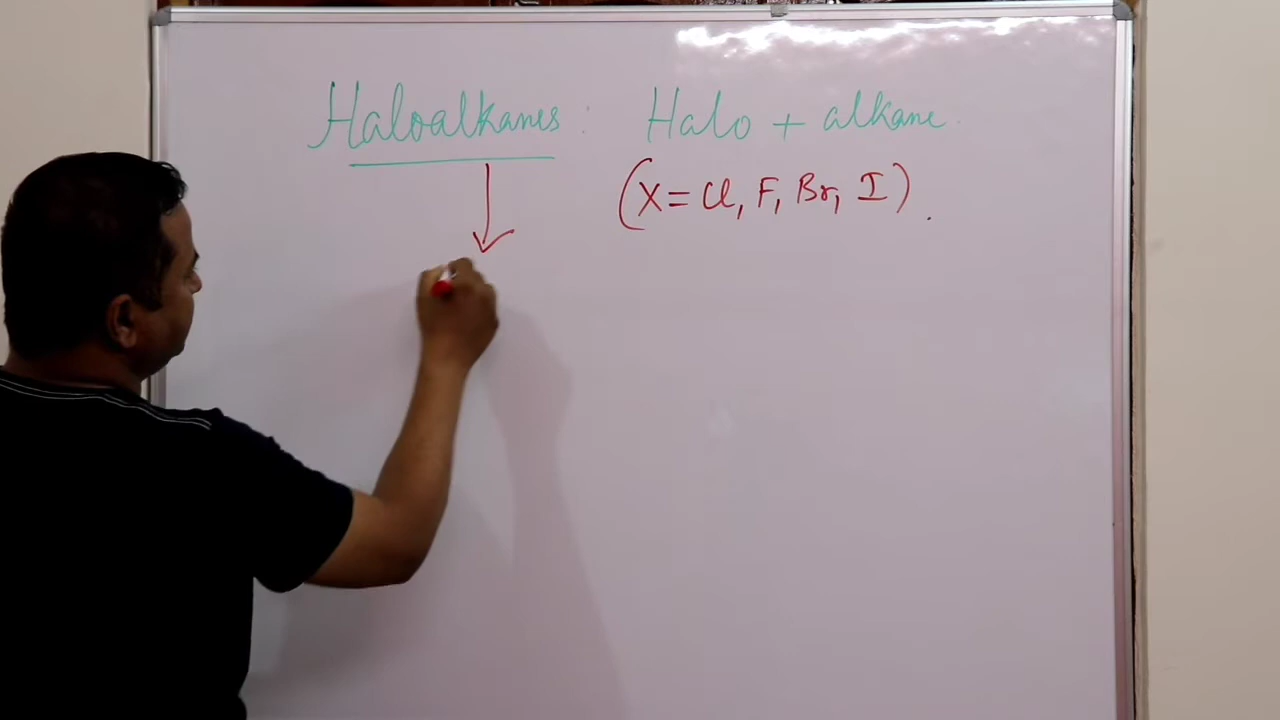 Haloalkanes : Halo + alkane.
(X = Cl, F, Br, I).